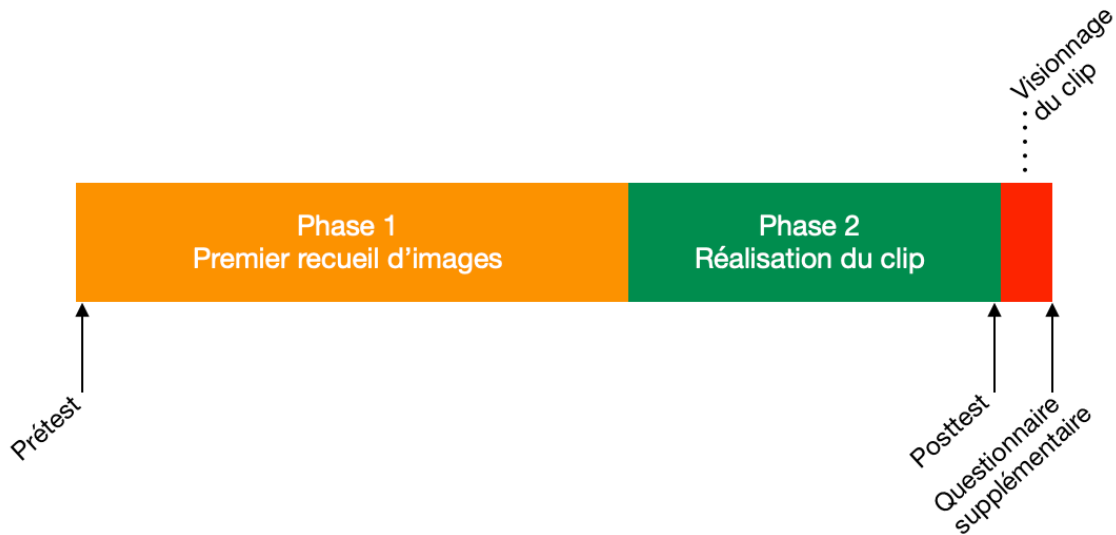 Visionnage
du clip
Phase 1
Premier recueil d’images
Phase 2
Réalisation du clip
Prétest
Posttest
Questionnaire
supplémentaire